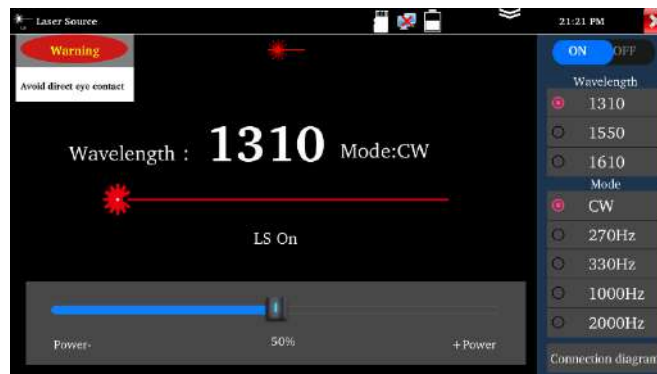 Laser Source
21:21 PM
Warning
Avoid direct eye contact
Wavelength : 1310 Mode:CW
LS On
Power-
50%
+Power
ON OFF
Wavelength
1310
1550
1610
Mode
CW
270Hz
330Hz
1000Hz
2000Hz
Connection diagram